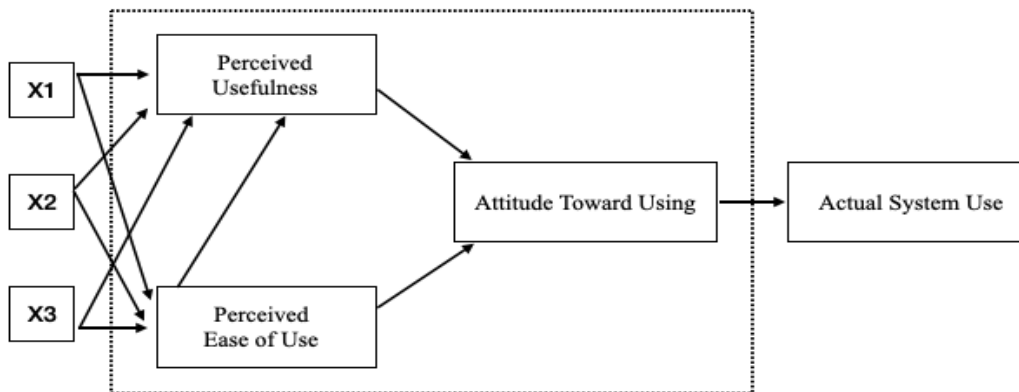 X1
X2
X3
Perceived
Usefulness
Perceived
Ease of Use
Attitude Toward Using
Actual System Use